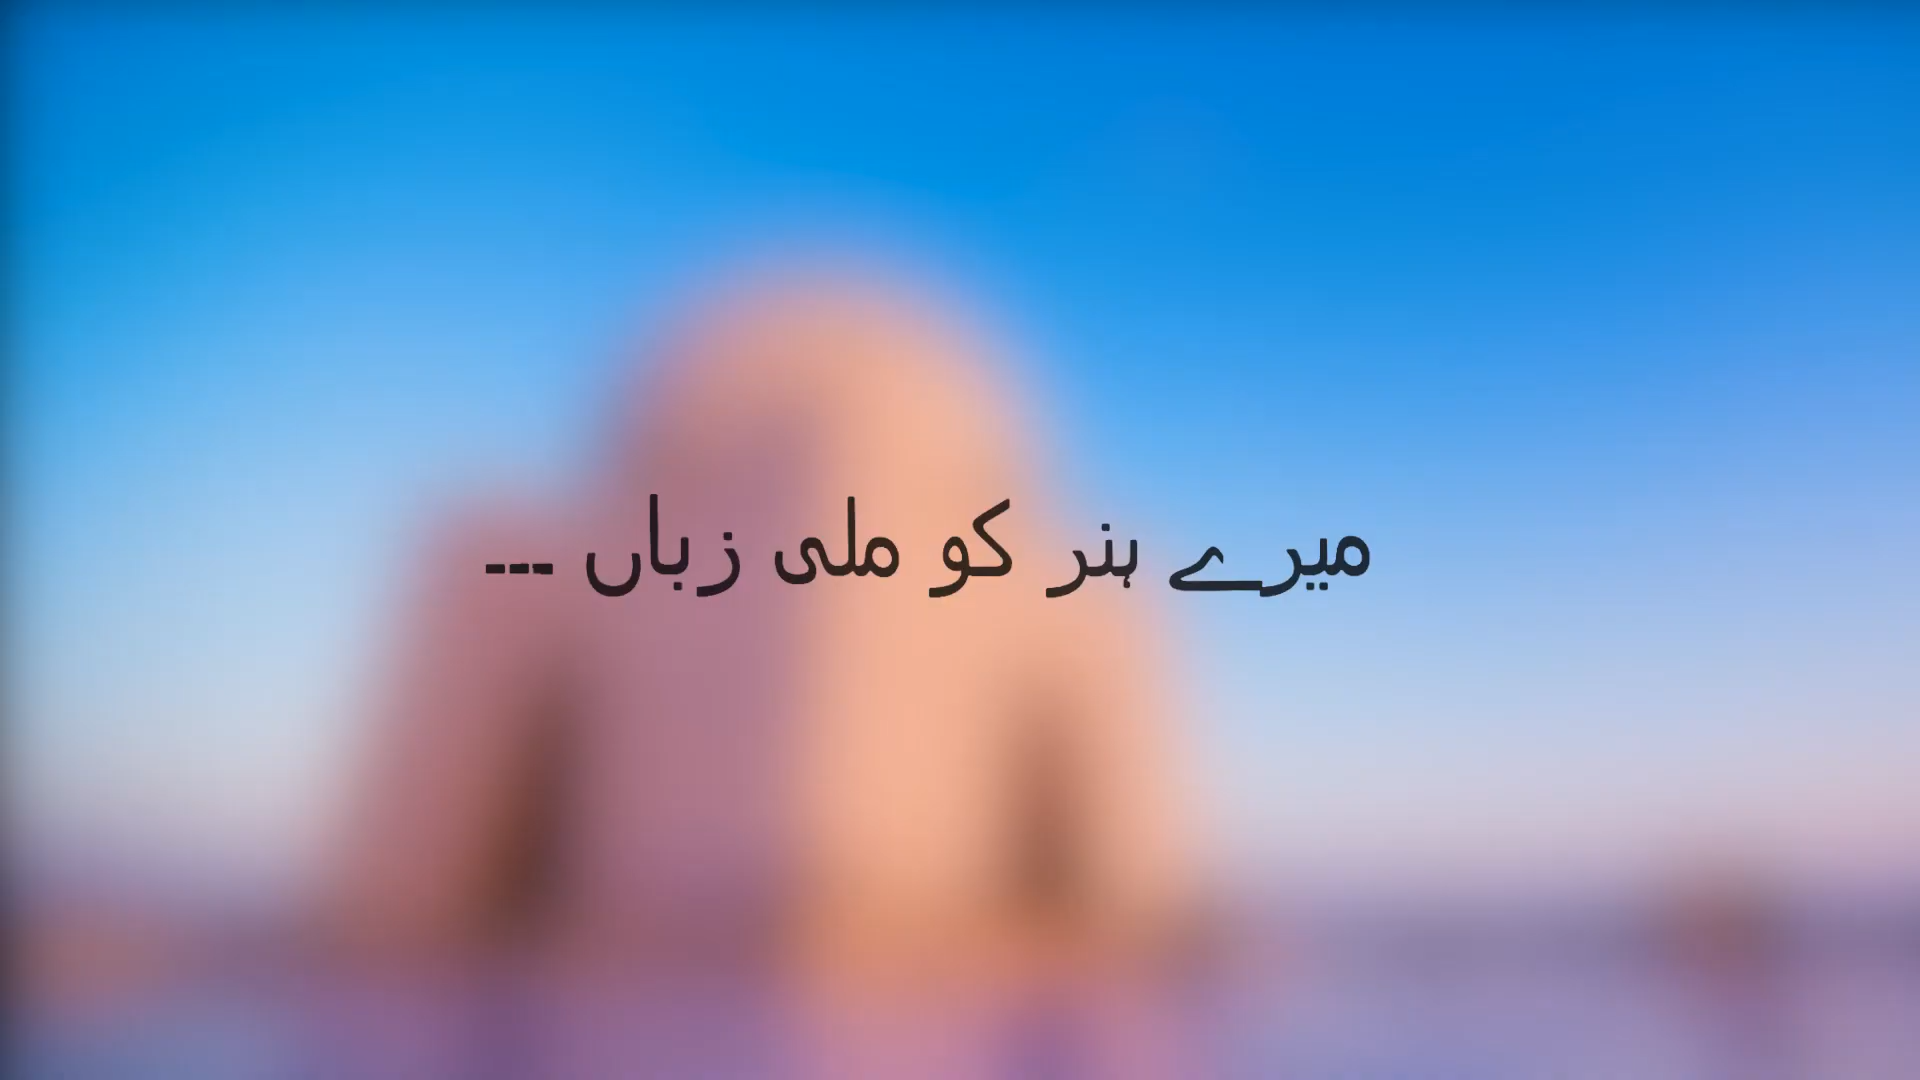 میرے ہنر کو ملی زباں ---